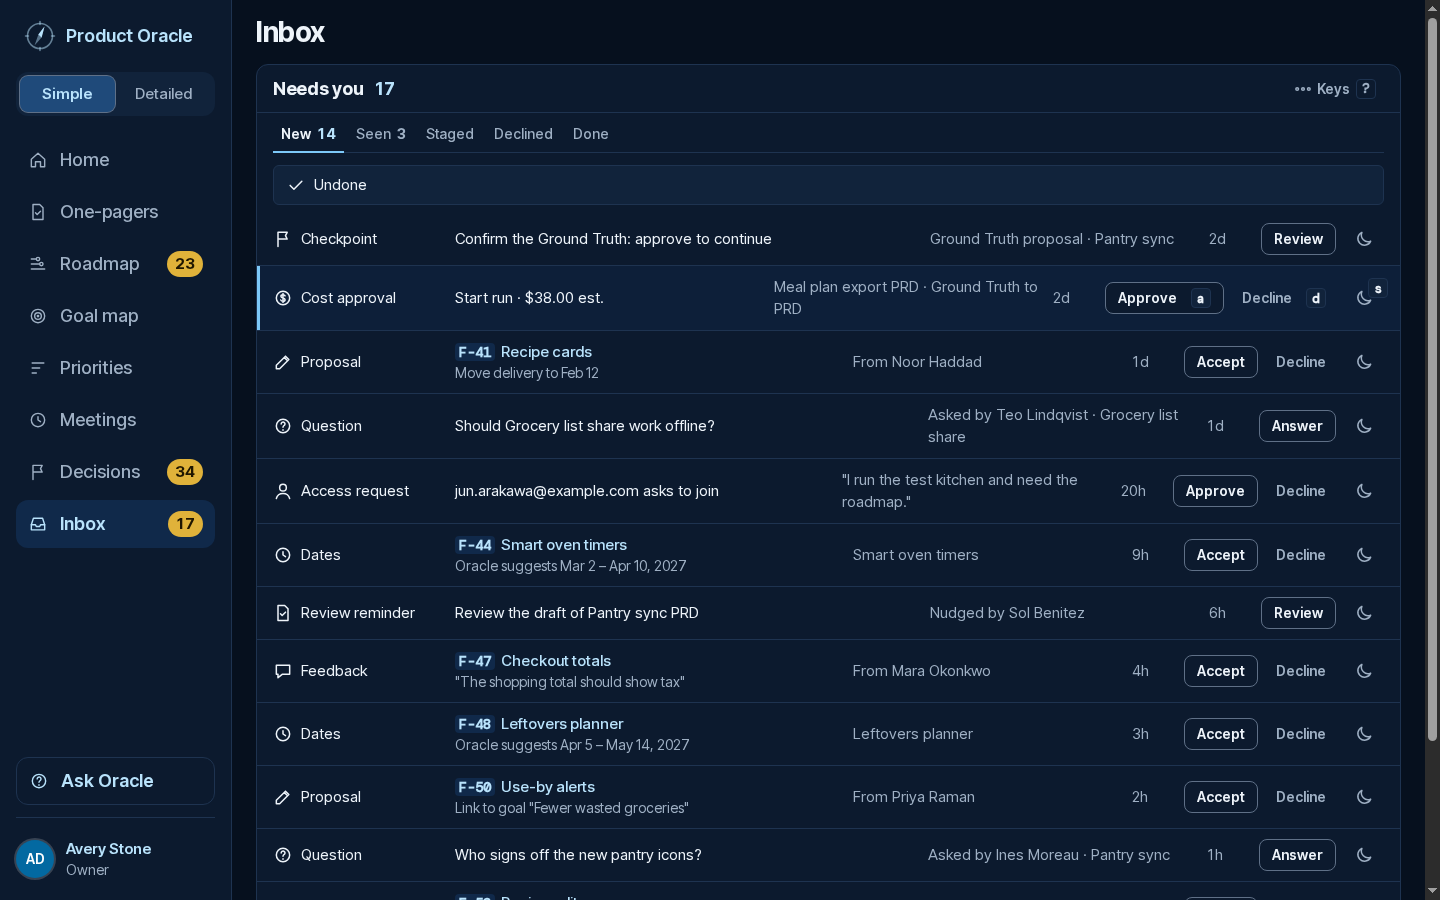 Product Oracle
Simple Detailed
Home
One-pagers
Roadmap 23
Goal map
Priorities
Meetings
Decisions 34
Inbox 17
Ask Oracle
AD Avery Stone
Owner
Inbox
Needs you 17 Keys ?
New 14 Seen 3 Staged Declined Done
Undone
Checkpoint Confirm the Ground Truth: approve to continue Ground Truth proposal · Pantry sync 2d Review
Cost approval Start run · $38.00 est. Meal plan export PRD · Ground Truth to PRD 2d Approve a Decline d s
Proposal F-41 Recipe cards From Noor Haddad 1d Accept Decline
Move delivery to Feb 12
Question Should Grocery list share work offline? Asked by Teo Lindqvist · Grocery list share 1d Answer
Access request jun.arakawa@example.com asks to join "I run the test kitchen and need the roadmap." 20h Approve Decline
Dates F-44 Smart oven timers Smart oven timers 9h Accept Decline
Oracle suggests Mar 2 – Apr 10, 2027
Review reminder Review the draft of Pantry sync PRD Nudged by Sol Benitez 6h Review
Feedback F-47 Checkout totals From Mara Okonkwo 4h Accept Decline
"The shopping total should show tax"
Dates F-48 Leftovers planner Leftovers planner 3h Accept Decline
Oracle suggests Apr 5 – May 14, 2027
Proposal F-50 Use-by alerts From Priya Raman 2h Accept Decline
Link to goal "Fewer wasted groceries"
Question Who signs off the new pantry icons? Asked by Ines Moreau · Pantry sync 1h Answer